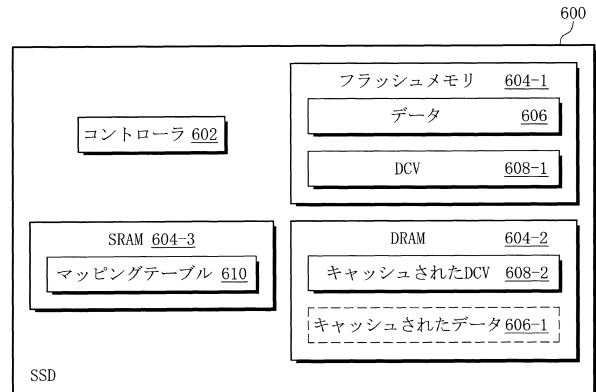 600
フラッシュメモリ 604-1
データ 606
コントローラ 602
DCV 608-1
SRAM 604-3
マッピングテーブル 610
DRAM 604-2
キャッシュされたDCV 608-2
キャッシュされたデータ 606-1
SSD